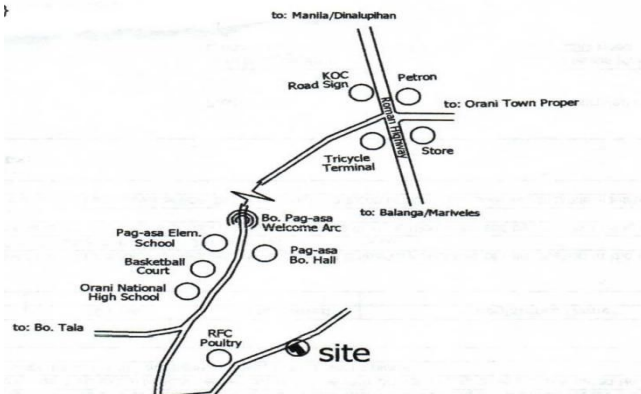 }
to: Manila/Dinalupihan
KOC
Road Sign
Petron
to: Orani Town Proper
Roman Highway
Tricycle
Terminal
Store
to: Balanga/Mariveles
Bo. Pag-asa
Welcome Arc
Pag-asa Elem.
School
Pag-asa
Bo. Hall
Basketball
Court
Orani National
High School
to: Bo. Tala
RFC
Poultry
site